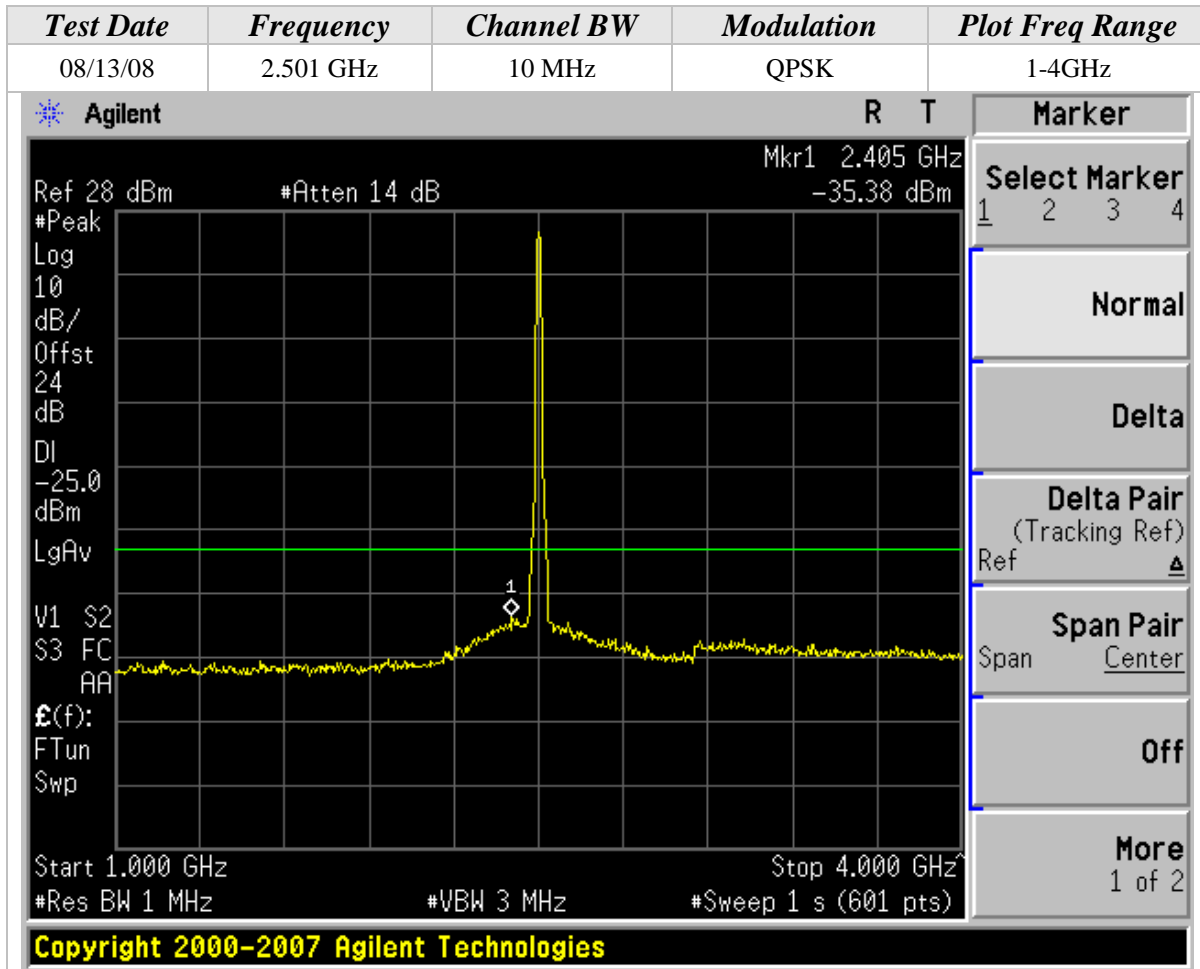 Test Date Frequency Channel BW Modulation Plot Freq Range
08/13/08 2.501 GHz 10 MHz QPSK 1-4GHz
Agilent R T
Mkr1 2.405 GHz
Ref 28 dBm #Atten 14 dB -35.38 dBm
#Peak
Log
10
dB/
Offst
24
dB
DI
-25.0
dBm
LgAv
1
V1 S2
S3 FC
AA
£(f):
FTun
Swp
Start 1.000 GHz Stop 4.000 GHz^
#Res BW 1 MHz #VBW 3 MHz #Sweep 1 s (601 pts)
Marker
Select Marker
1 2 3 4
Normal
Delta
Delta Pair
(Tracking Ref)
Ref Δ
Span Pair
Span Center
Off
More
1 of 2
Copyright 2000-2007 Agilent Technologies